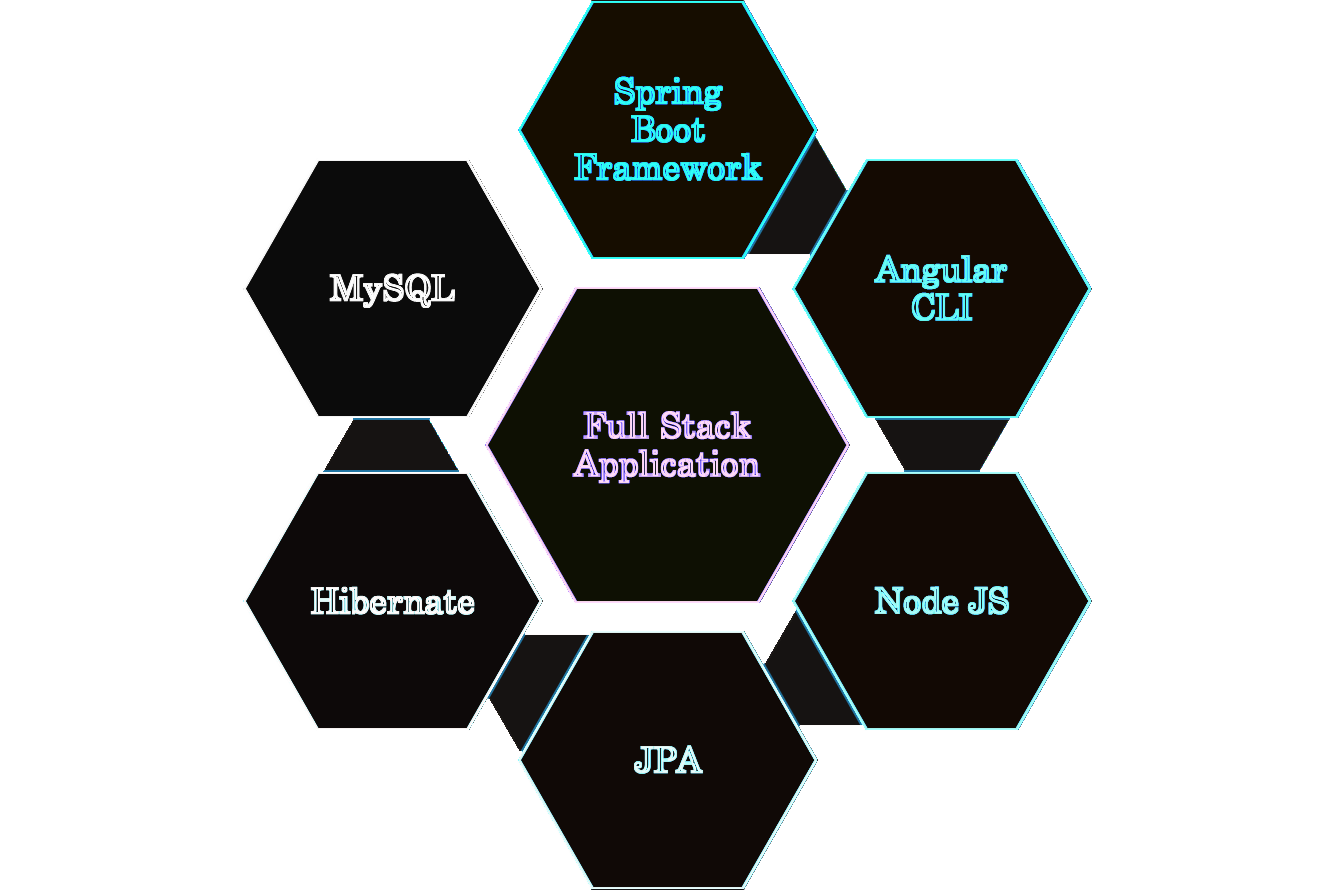 Spring
Boot
Framework
Angular
CLI
MySQL
Full Stack
Application
Hibernate
Node JS
JPA